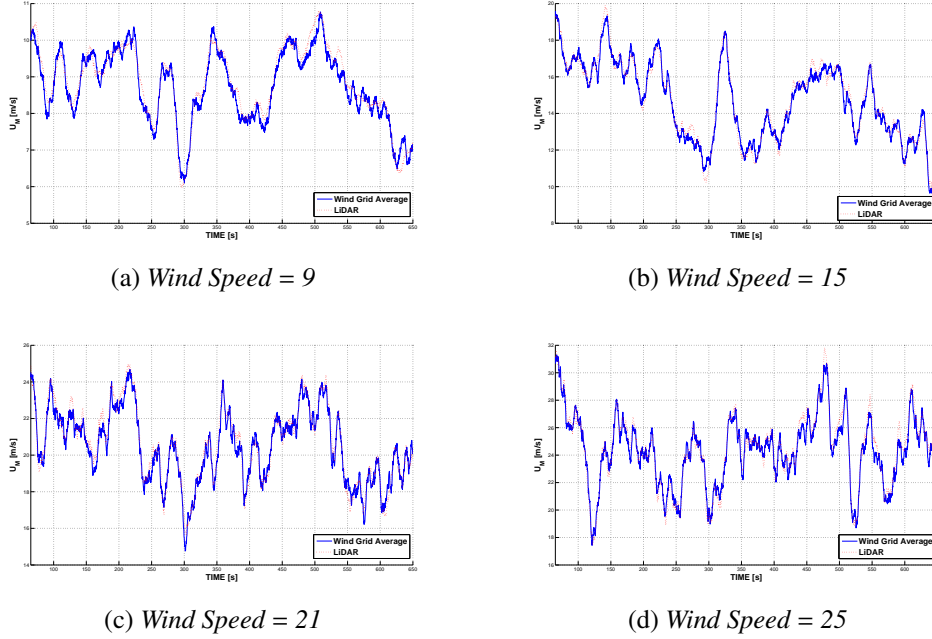 11
10
9
8
7
6
5
U_M [m/s]
100 150 200 250 300 350 400 450 500 550 600 650
TIME [s]
Wind Grid Average
LiDAR
(a) Wind Speed = 9
20
18
16
14
12
10
8
U_M [m/s]
100 150 200 250 300 350 400 450 500 550 600
TIME [s]
Wind Grid Average
LiDAR
(b) Wind Speed = 15
26
24
22
20
18
16
14
U_M [m/s]
100 150 200 250 300 350 400 450 500 550 600 650
TIME [s]
Wind Grid Average
LiDAR
(c) Wind Speed = 21
32
30
28
26
24
22
20
18
16
U_M [m/s]
100 150 200 250 300 350 400 450 500 550 600
TIME [s]
Wind Grid Average
LiDAR
(d) Wind Speed = 25